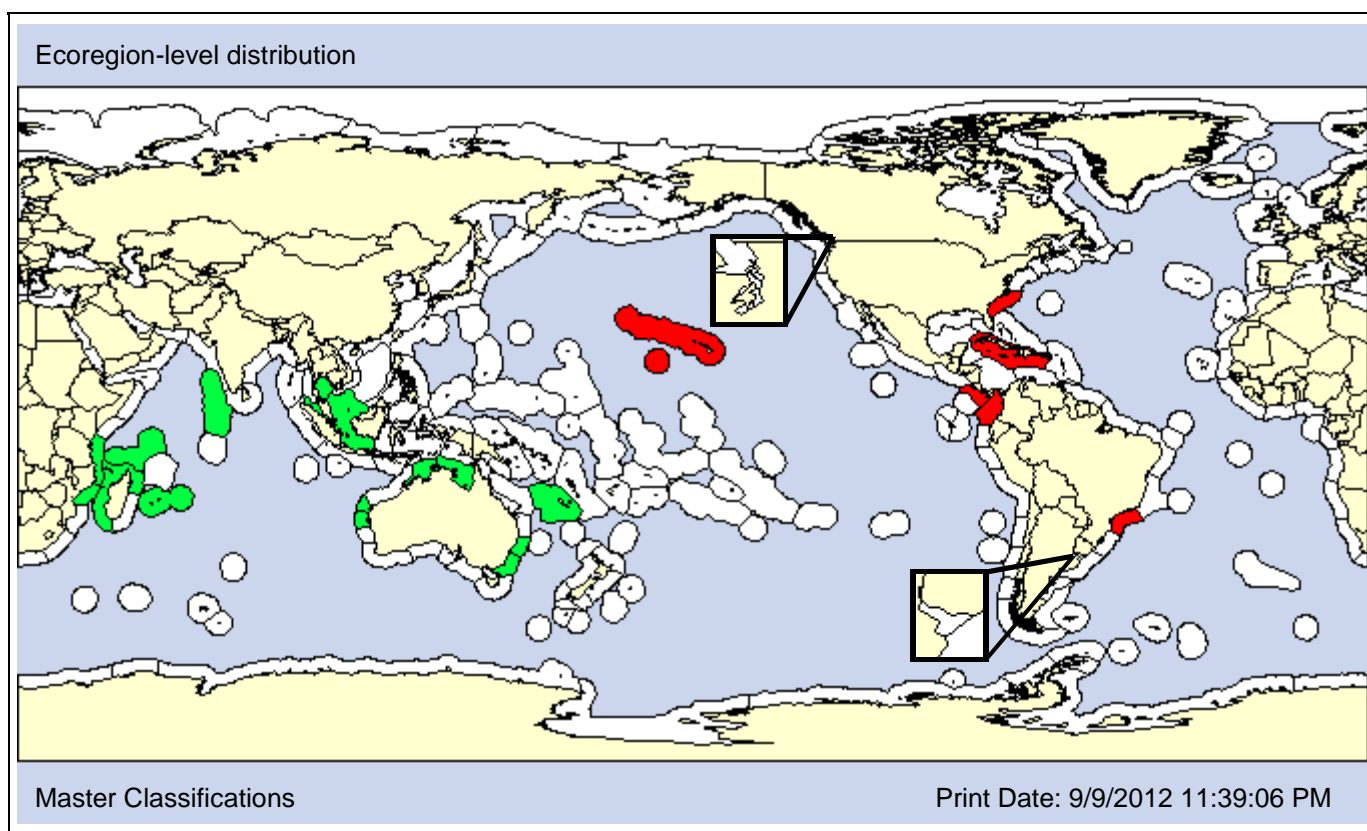 Ecoregion-level distribution
Master Classifications
Print Date: 9/9/2012 11:39:06 PM